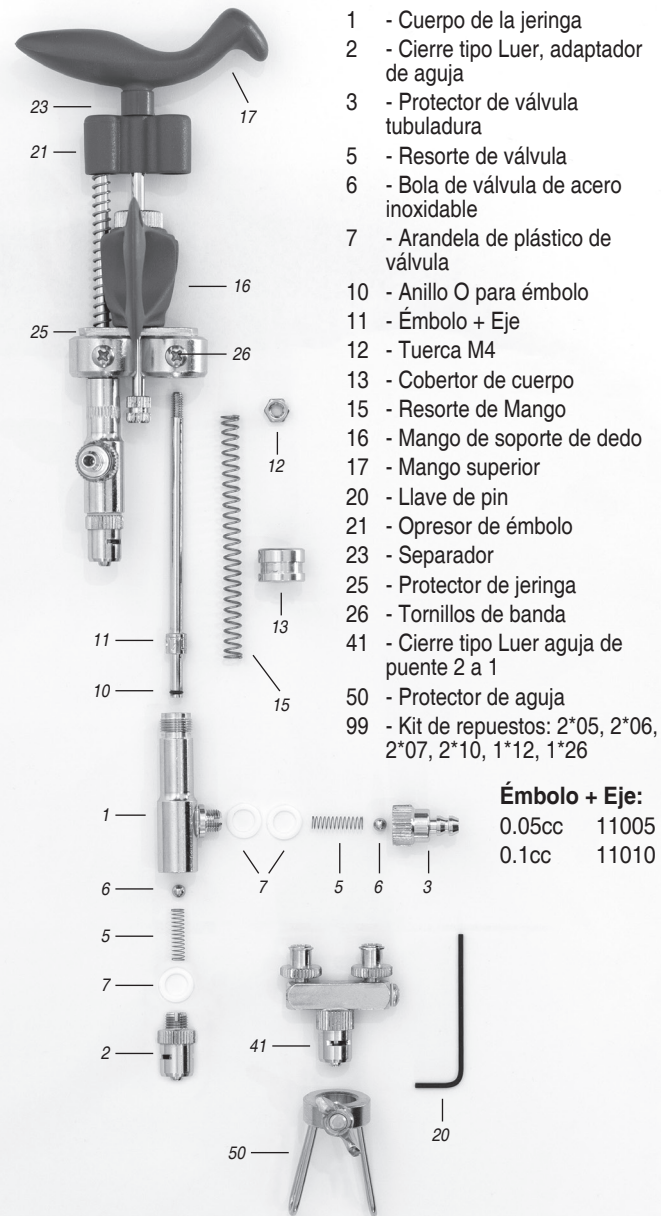 1 - Cuerpo de la jeringa
2 - Cierre tipo Luer, adaptador
de aguja
3 - Protector de válvula
tubuladura
5 - Resorte de válvula
6 - Bola de válvula de acero
inoxidable
7 - Arandela de plástico de
válvula
10 - Anillo O para émbolo
11 - Émbolo + Eje
12 - Tuerca M4
13 - Cobertor de cuerpo
15 - Resorte de Mango
16 - Mango de soporte de dedo
17 - Mango superior
20 - Llave de pin
21 - Opresor de émbolo
23 - Separador
25 - Protector de jeringa
26 - Tornillos de banda
41 - Cierre tipo Luer aguja de
puente 2 a 1
50 - Protector de aguja
99 - Kit de repuestos: 2*05, 2*06,
2*07, 2*10, 1*12, 1*26
Émbolo + Eje:
0.05cc 11005
0.1cc 11010
23
17
21
16
25
26
12
13
11
10
15
1
7
5
6
3
6
5
7
2
41
20
50